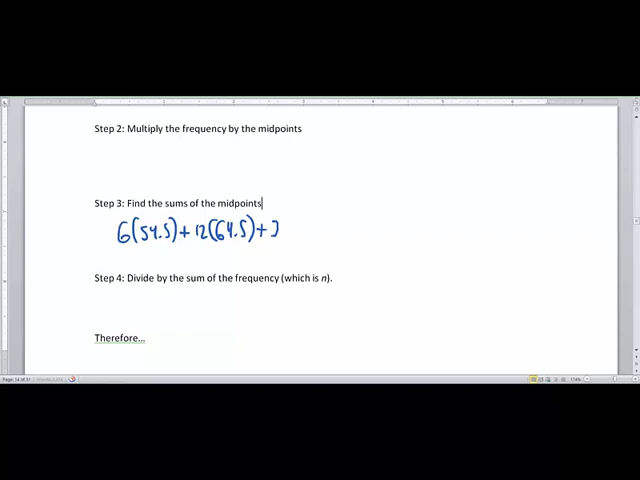 Step 2: Multiply the frequency by the midpoints
Step 3: Find the sums of the midpoints
6(54.5)+12(64.5)+
Step 4: Divide by the sum of the frequency (which is n).
Therefore...